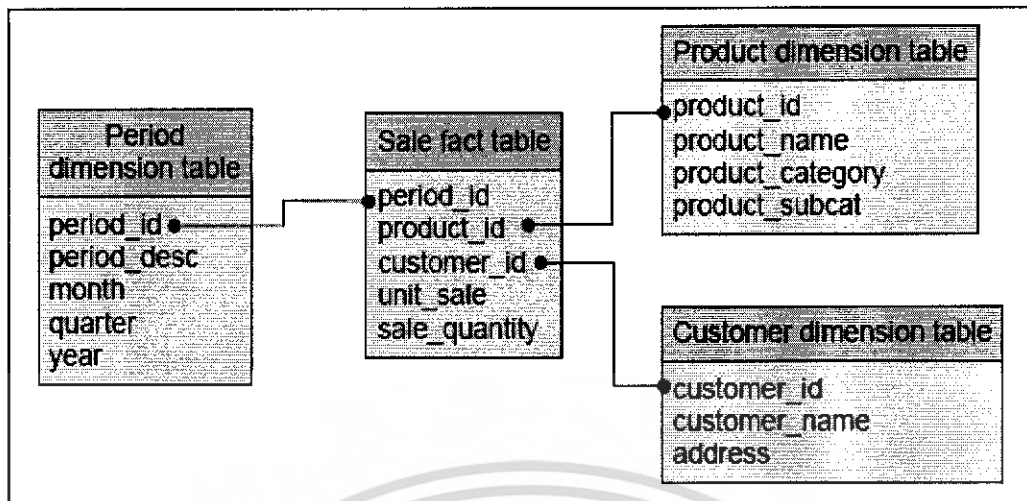 Period
dimension table
period_id
period_desc
month
quarter
year
Sale fact table
period_id
product_id
customer_id
unit_sale
sale_quantity
Product dimension table
product_id
product_name
product_category
product_subcat
Customer dimension table
customer_id
customer_name
address